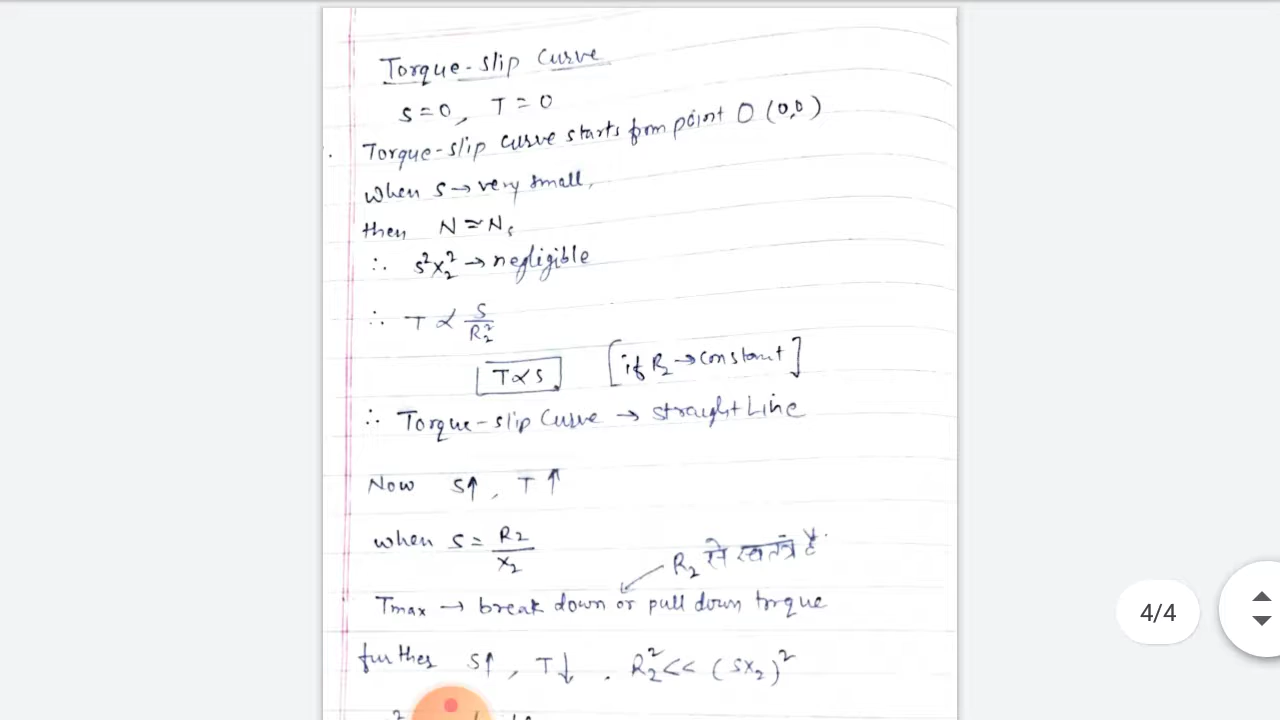 Torque-slip Curve
s=0, T=0
Torque-slip curve starts from point O (0,0)
when s→very small,
then N≃Ns
∴ s²x₂²→negligible
∴ T∝ s/R₂²
T∝s [if R₂→constant]
∴ Torque-slip Curve → straight Line
Now s↑, T↑
when s= R₂/x₂
R₂ से स्वतंत्र है
Tmax → break down or pull down torque
further s↑, T↓ . R₂²<< (sx₂)²
4/4